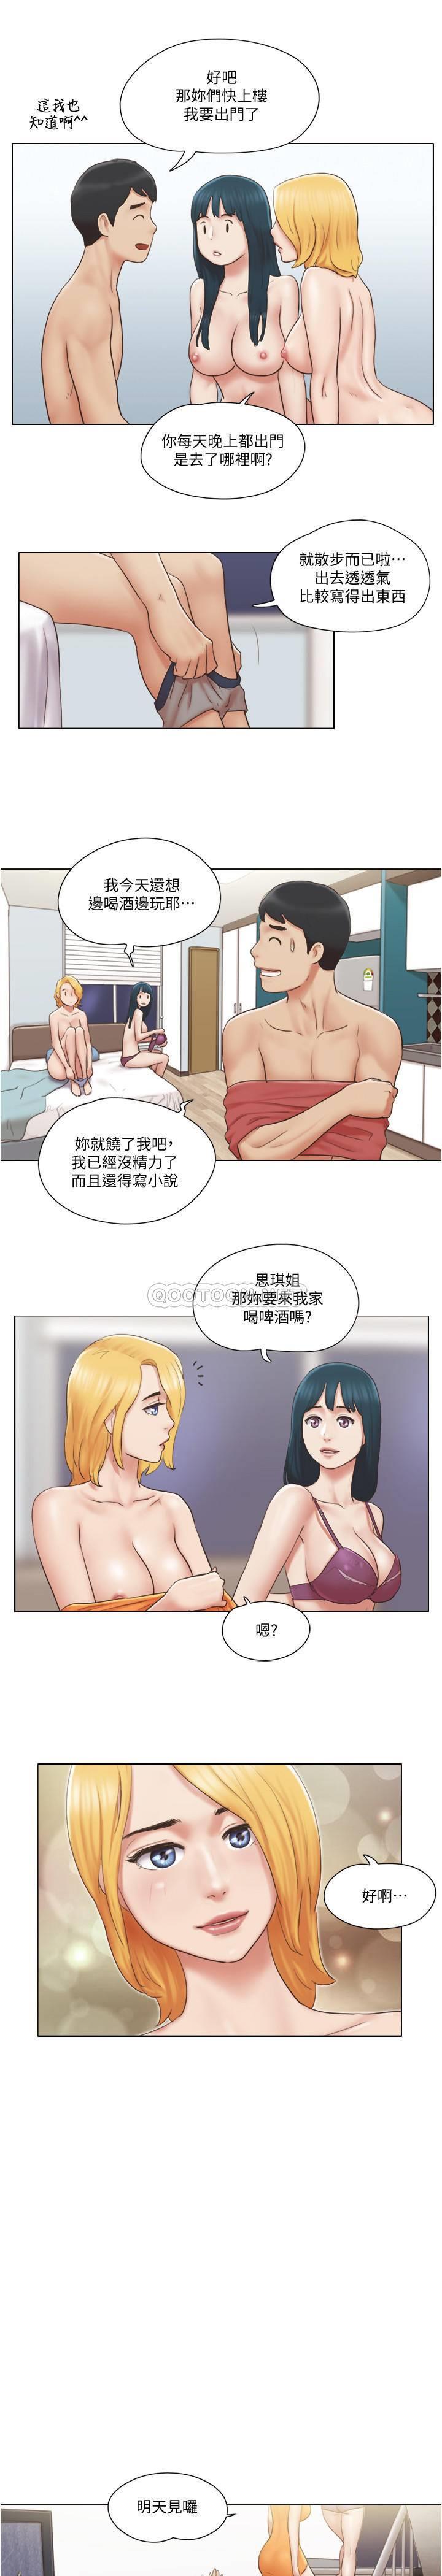 這我也
知道啊^^
好吧
那妳們快上樓
我要出門了
你每天晚上都出門
是去了哪裡啊?
就散步而已啦…
出去透透氣
比較寫得出東西
我今天還想
邊喝酒邊玩耶…
妳就饒了我吧，
我已經沒精力了
而且還得寫小說
思琪姐
那妳要來我家
喝啤酒嗎?
嗯?
好啊…
明天見囉